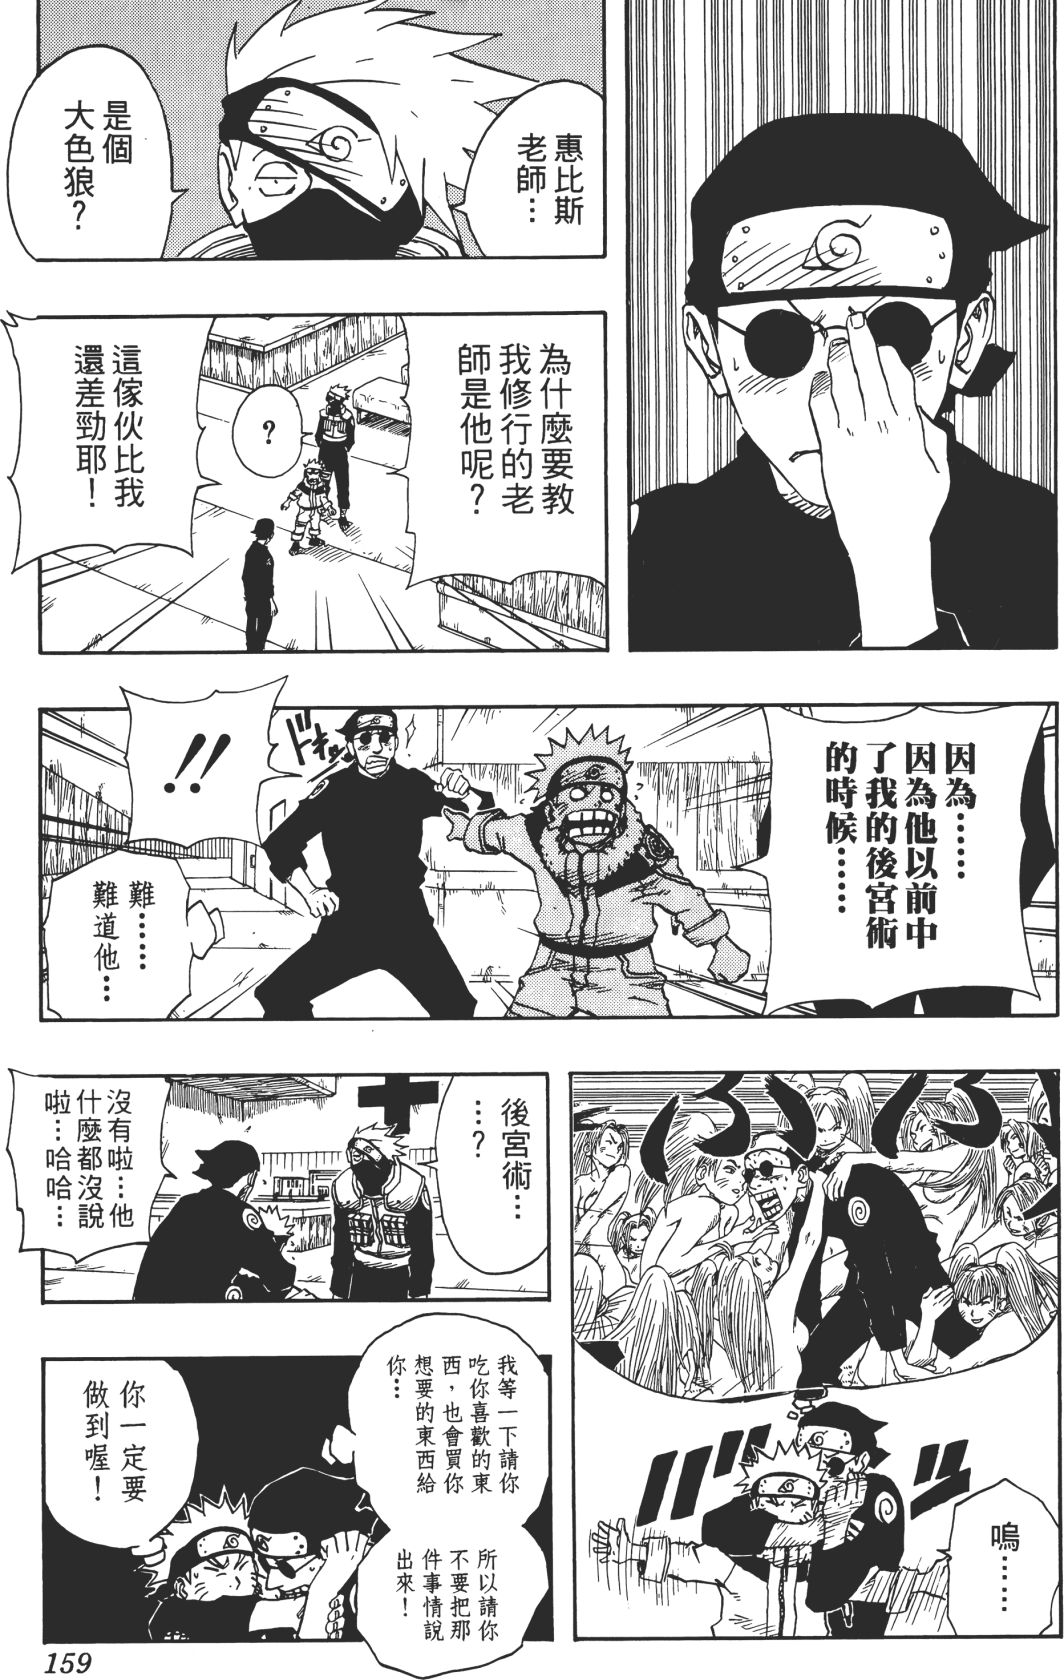 惠比斯
老師…
是個
大色狼？
為什麼要教
我修行的老
師是他呢？
？
這傢伙比我
還差勁耶！
因為……
因為他以前中
了我的後宮術
的時候……
ドオッ
!!
難……
難道他…
嗚……
後宮術…
…？
沒有啦…他
什麼都沒說
啦…哈哈…
我等一下請你
吃你喜歡的東
西，也會買你
想要的東西給
你…
所以請你
不要把那
件事情說
出來！
你一定要
做到喔！
159